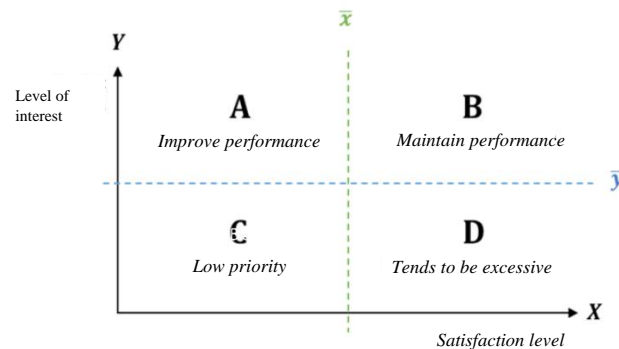 x̅
Y
Level of
interest
A
B
Improve performance
Maintain performance
y̅
C
D
Low priority
Tends to be excessive
X
Satisfaction level